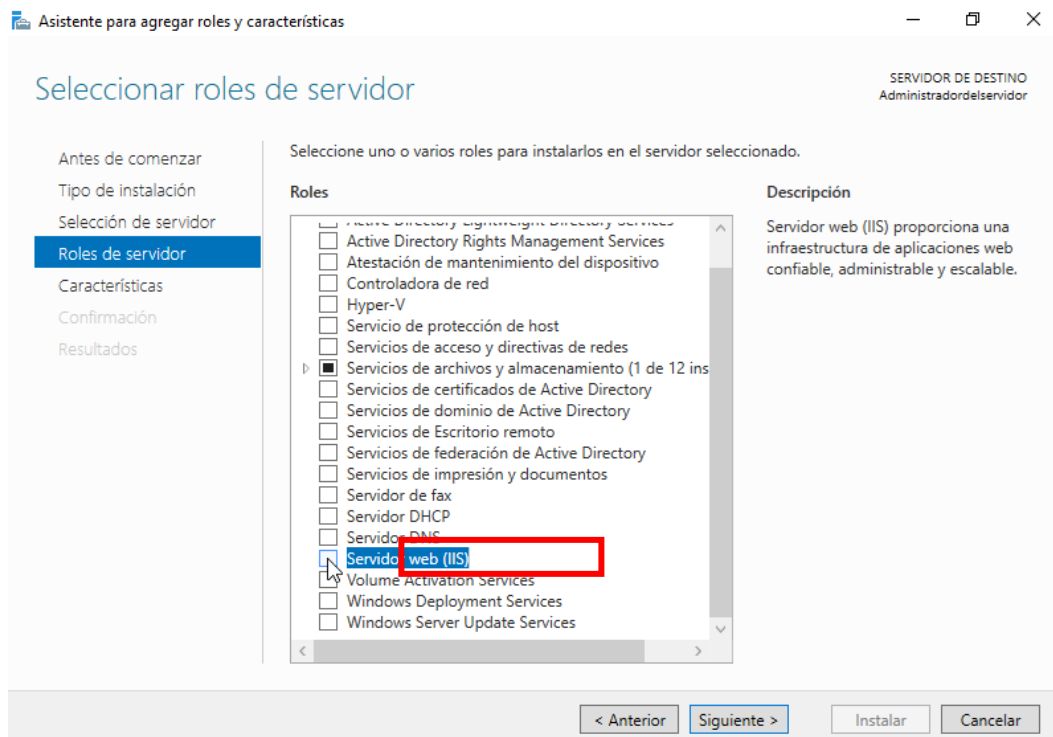 Asistente para agregar roles y características
Seleccionar roles de servidor
SERVIDOR DE DESTINO
Administradordelservidor
Antes de comenzar
Tipo de instalación
Selección de servidor
Roles de servidor
Características
Confirmación
Resultados
Seleccione uno o varios roles para instalarlos en el servidor seleccionado.
Roles
Active Directory Lightweight Directory Services
Active Directory Rights Management Services
Atestación de mantenimiento del dispositivo
Controladora de red
Hyper-V
Servicio de protección de host
Servicios de acceso y directivas de redes
Servicios de archivos y almacenamiento (1 de 12 ins
Servicios de certificados de Active Directory
Servicios de dominio de Active Directory
Servicios de Escritorio remoto
Servicios de federación de Active Directory
Servicios de impresión y documentos
Servidor de fax
Servidor DHCP
Servidor DNS
Servidor web (IIS)
Volume Activation Services
Windows Deployment Services
Windows Server Update Services
Descripción
Servidor web (IIS) proporciona una
infraestructura de aplicaciones web
confiable, administrable y escalable.
< Anterior
Siguiente >
Instalar
Cancelar